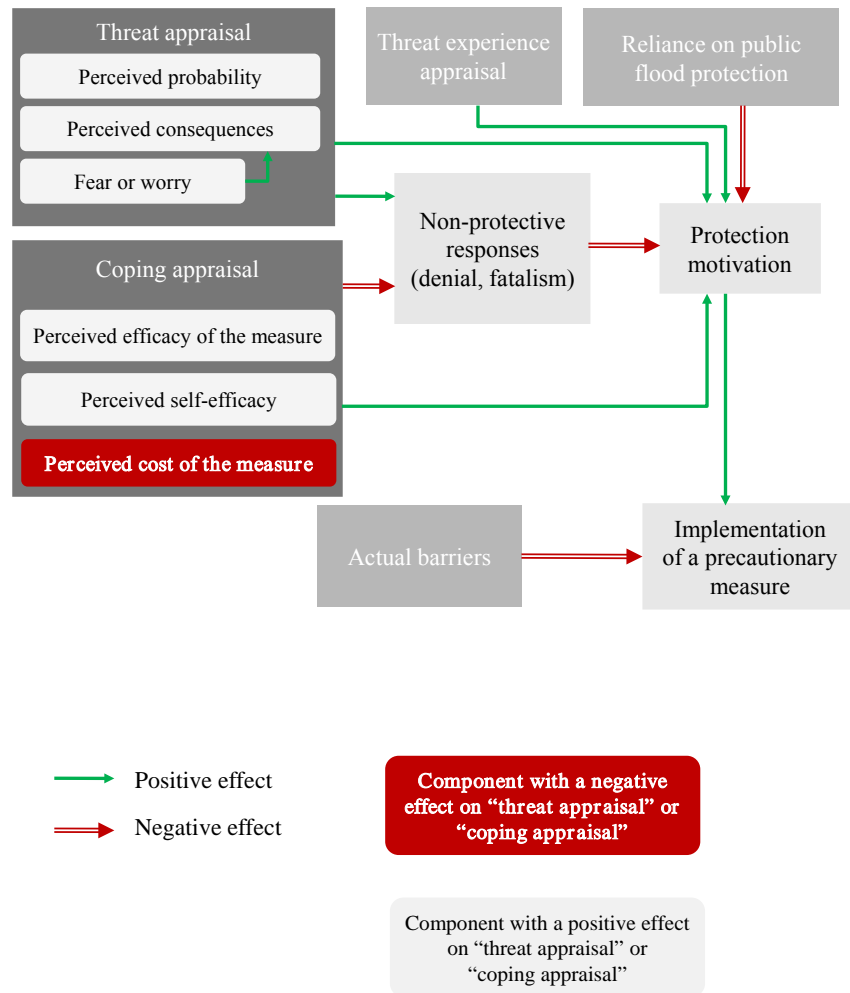 Threat appraisal
Perceived probability
Perceived consequences
Fear or worry
Threat experience
appraisal
Reliance on public
flood protection
Non-protective
responses
(denial, fatalism)
Protection
motivation
Coping appraisal
Perceived efficacy of the measure
Perceived self-efficacy
Perceived cost of the measure
Actual barriers
Implementation
of a precautionary
measure
Positive effect
Negative effect
Component with a negative
effect on “threat appraisal” or
“coping appraisal”
Component with a positive effect
on “threat appraisal” or
“coping appraisal”